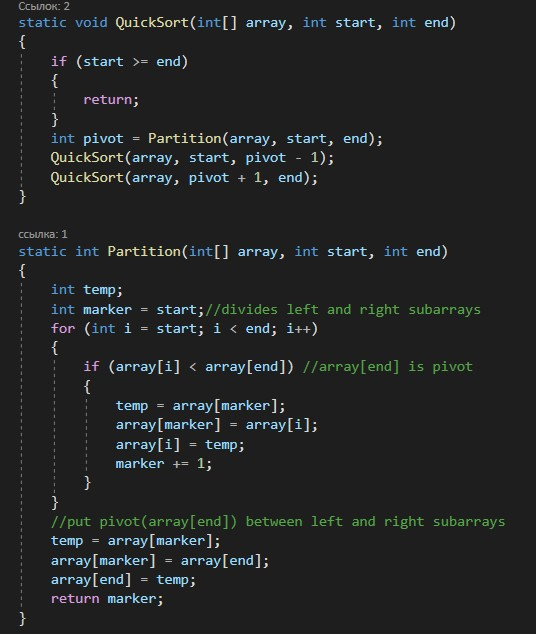 Ссылок: 2
static void QuickSort(int[] array, int start, int end)
{
    if (start >= end)
    {
        return;
    }
    int pivot = Partition(array, start, end);
    QuickSort(array, start, pivot - 1);
    QuickSort(array, pivot + 1, end);
}
ссылка: 1
static int Partition(int[] array, int start, int end)
{
    int temp;
    int marker = start;//divides left and right subarrays
    for (int i = start; i < end; i++)
    {
        if (array[i] < array[end]) //array[end] is pivot
        {
            temp = array[marker];
            array[marker] = array[i];
            array[i] = temp;
            marker += 1;
        }
    }
    //put pivot(array[end]) between left and right subarrays
    temp = array[marker];
    array[marker] = array[end];
    array[end] = temp;
    return marker;
}